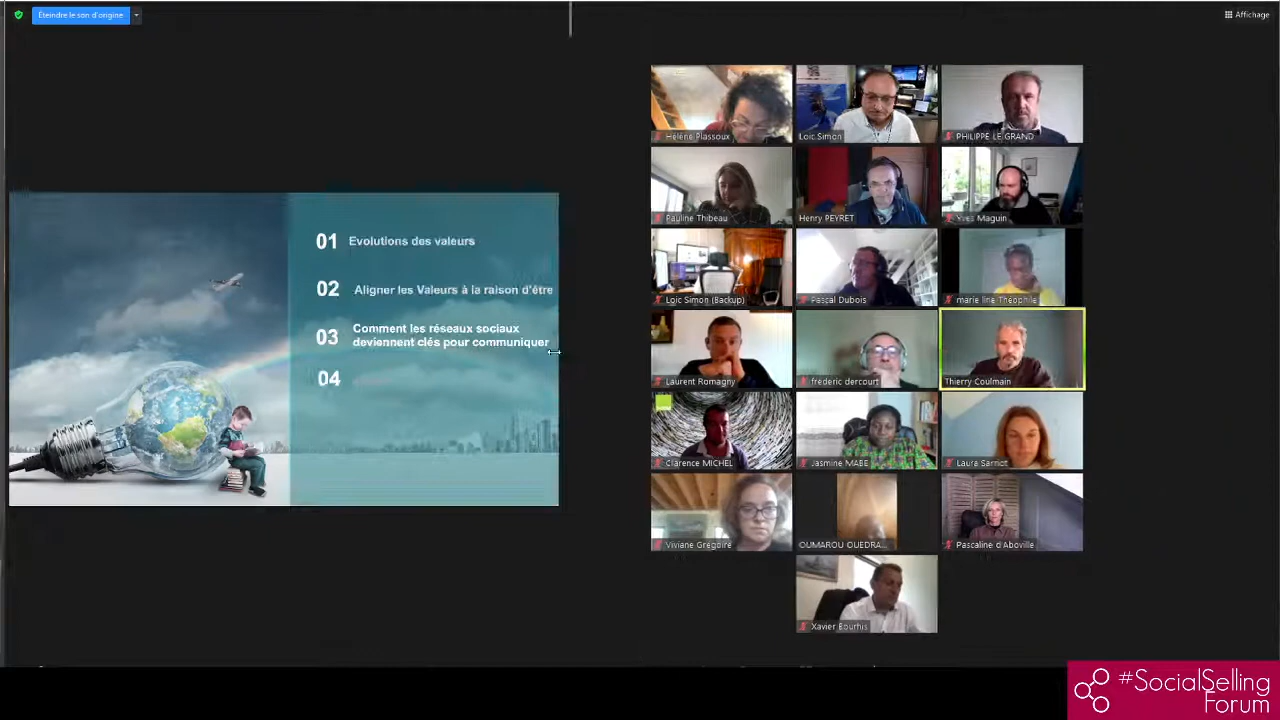 Éteindre le son d'origine
Affichage
01 Evolutions des valeurs
02 Aligner les Valeurs à la raison d'être
03 Comment les réseaux sociaux
deviennent clés pour communiquer
04
Hélène Plassoux
Loic Simon
PHILIPPE LE GRAND
Pauline Thibeau
Henry PEYRET
Yves Maguin
Loic Simon (Backup)
Pascal Dubois
marie line Théophile
Laurent Romagny
frederic dercourt
Thierry Coulmain
Clarence MICHEL
Jasmine MABE
Laura Sarriot
Viviane Gregoire
OUMAROU OUEDRA...
Pascaline d'Aboville
Xavier Bourhis
#SocialSelling
Forum